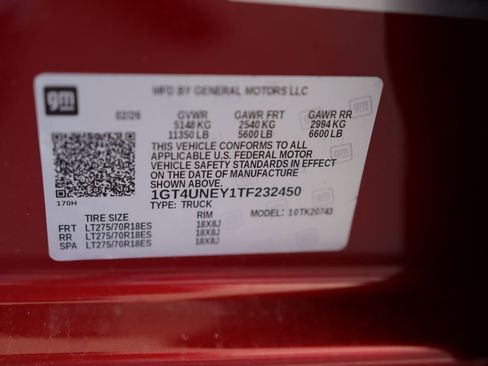 gm
MFD BY GENERAL MOTORS LLC
02/26 GVWR GAWR FRT GAWR RR
5148 KG 2540 KG 2994 KG
11350 LB 5600 LB 6600 LB
THIS VEHICLE CONFORMS TO ALL
APPLICABLE U.S. FEDERAL MOTOR
VEHICLE SAFETY STANDARDS IN EFFECT
ON THE DATE OF MANUFACTURE
SHOWN ABOVE.
1GT4UNEY1TF232450
170H
TYPE: TRUCK MODEL: 10TK20743
TIRE SIZE RIM
FRT LT275/70R18ES 18X8J
RR LT275/70R18ES 18X8J
SPA LT275/70R18ES 18X8J